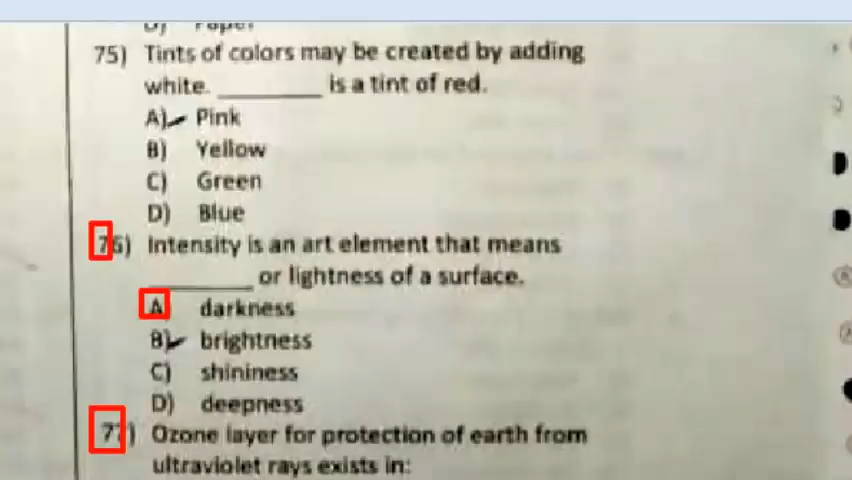 D) Paper
75) Tints of colors may be created by adding
white. ________ is a tint of red.
A) Pink
B) Yellow
C) Green
D) Blue
76) Intensity is an art element that means
________ or lightness of a surface.
A) darkness
B) brightness
C) shininess
D) deepness
77) Ozone layer for protection of earth from
ultraviolet rays exists in: